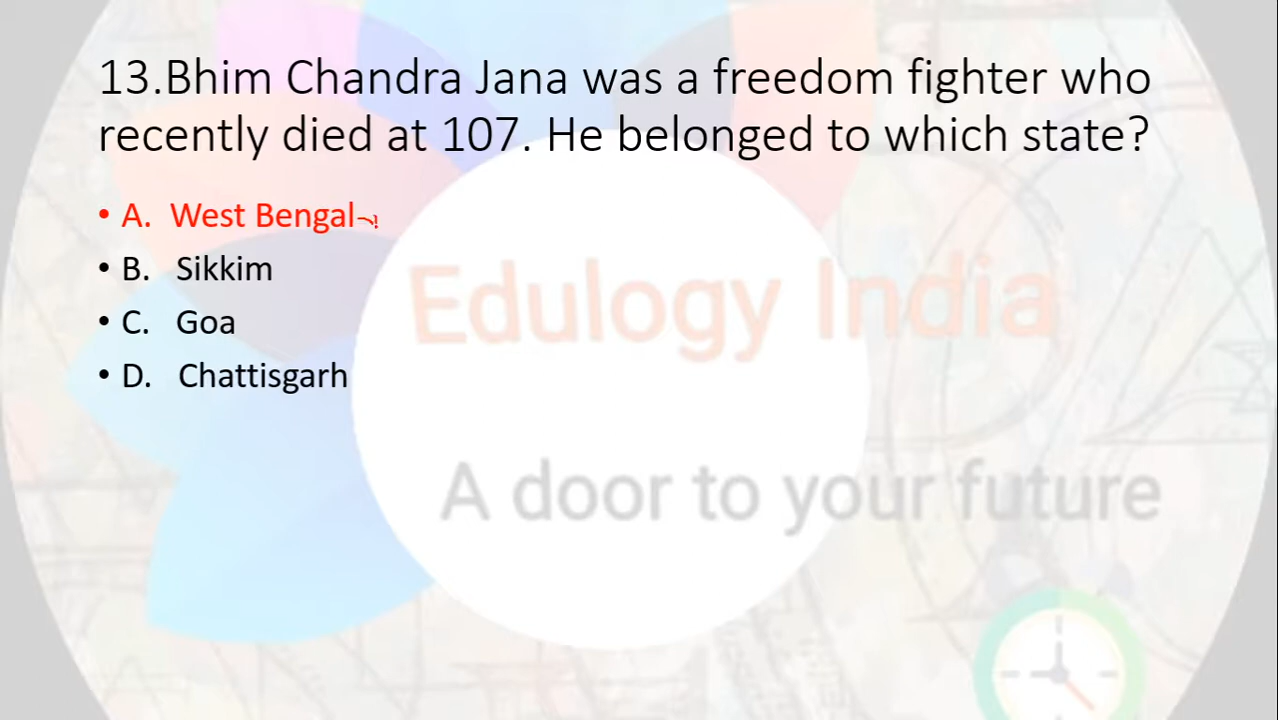 13.Bhim Chandra Jana was a freedom fighter who
recently died at 107. He belonged to which state?
• A. West Bengal
• B. Sikkim
• C. Goa
• D. Chattisgarh
Edulogy India
A door to your future